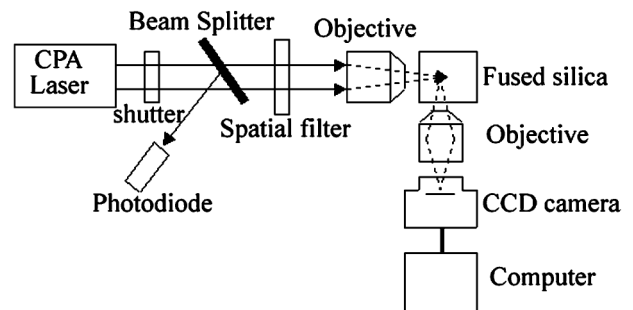 Beam Splitter
Objective
CPA
Laser
Fused silica
shutter
Spatial filter
Objective
Photodiode
CCD camera
Computer